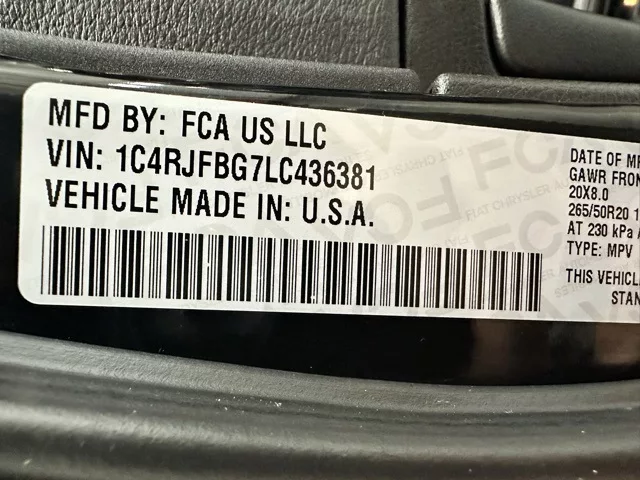 MFD BY: FCA US LLC
VIN: 1C4RJFBG7LC436381
VEHICLE MADE IN: U.S.A.
DATE OF
GAWR FRON
20X8.0
265/50R20
AT 230 kPa
TYPE: MPV
THIS VEHICL
STAN